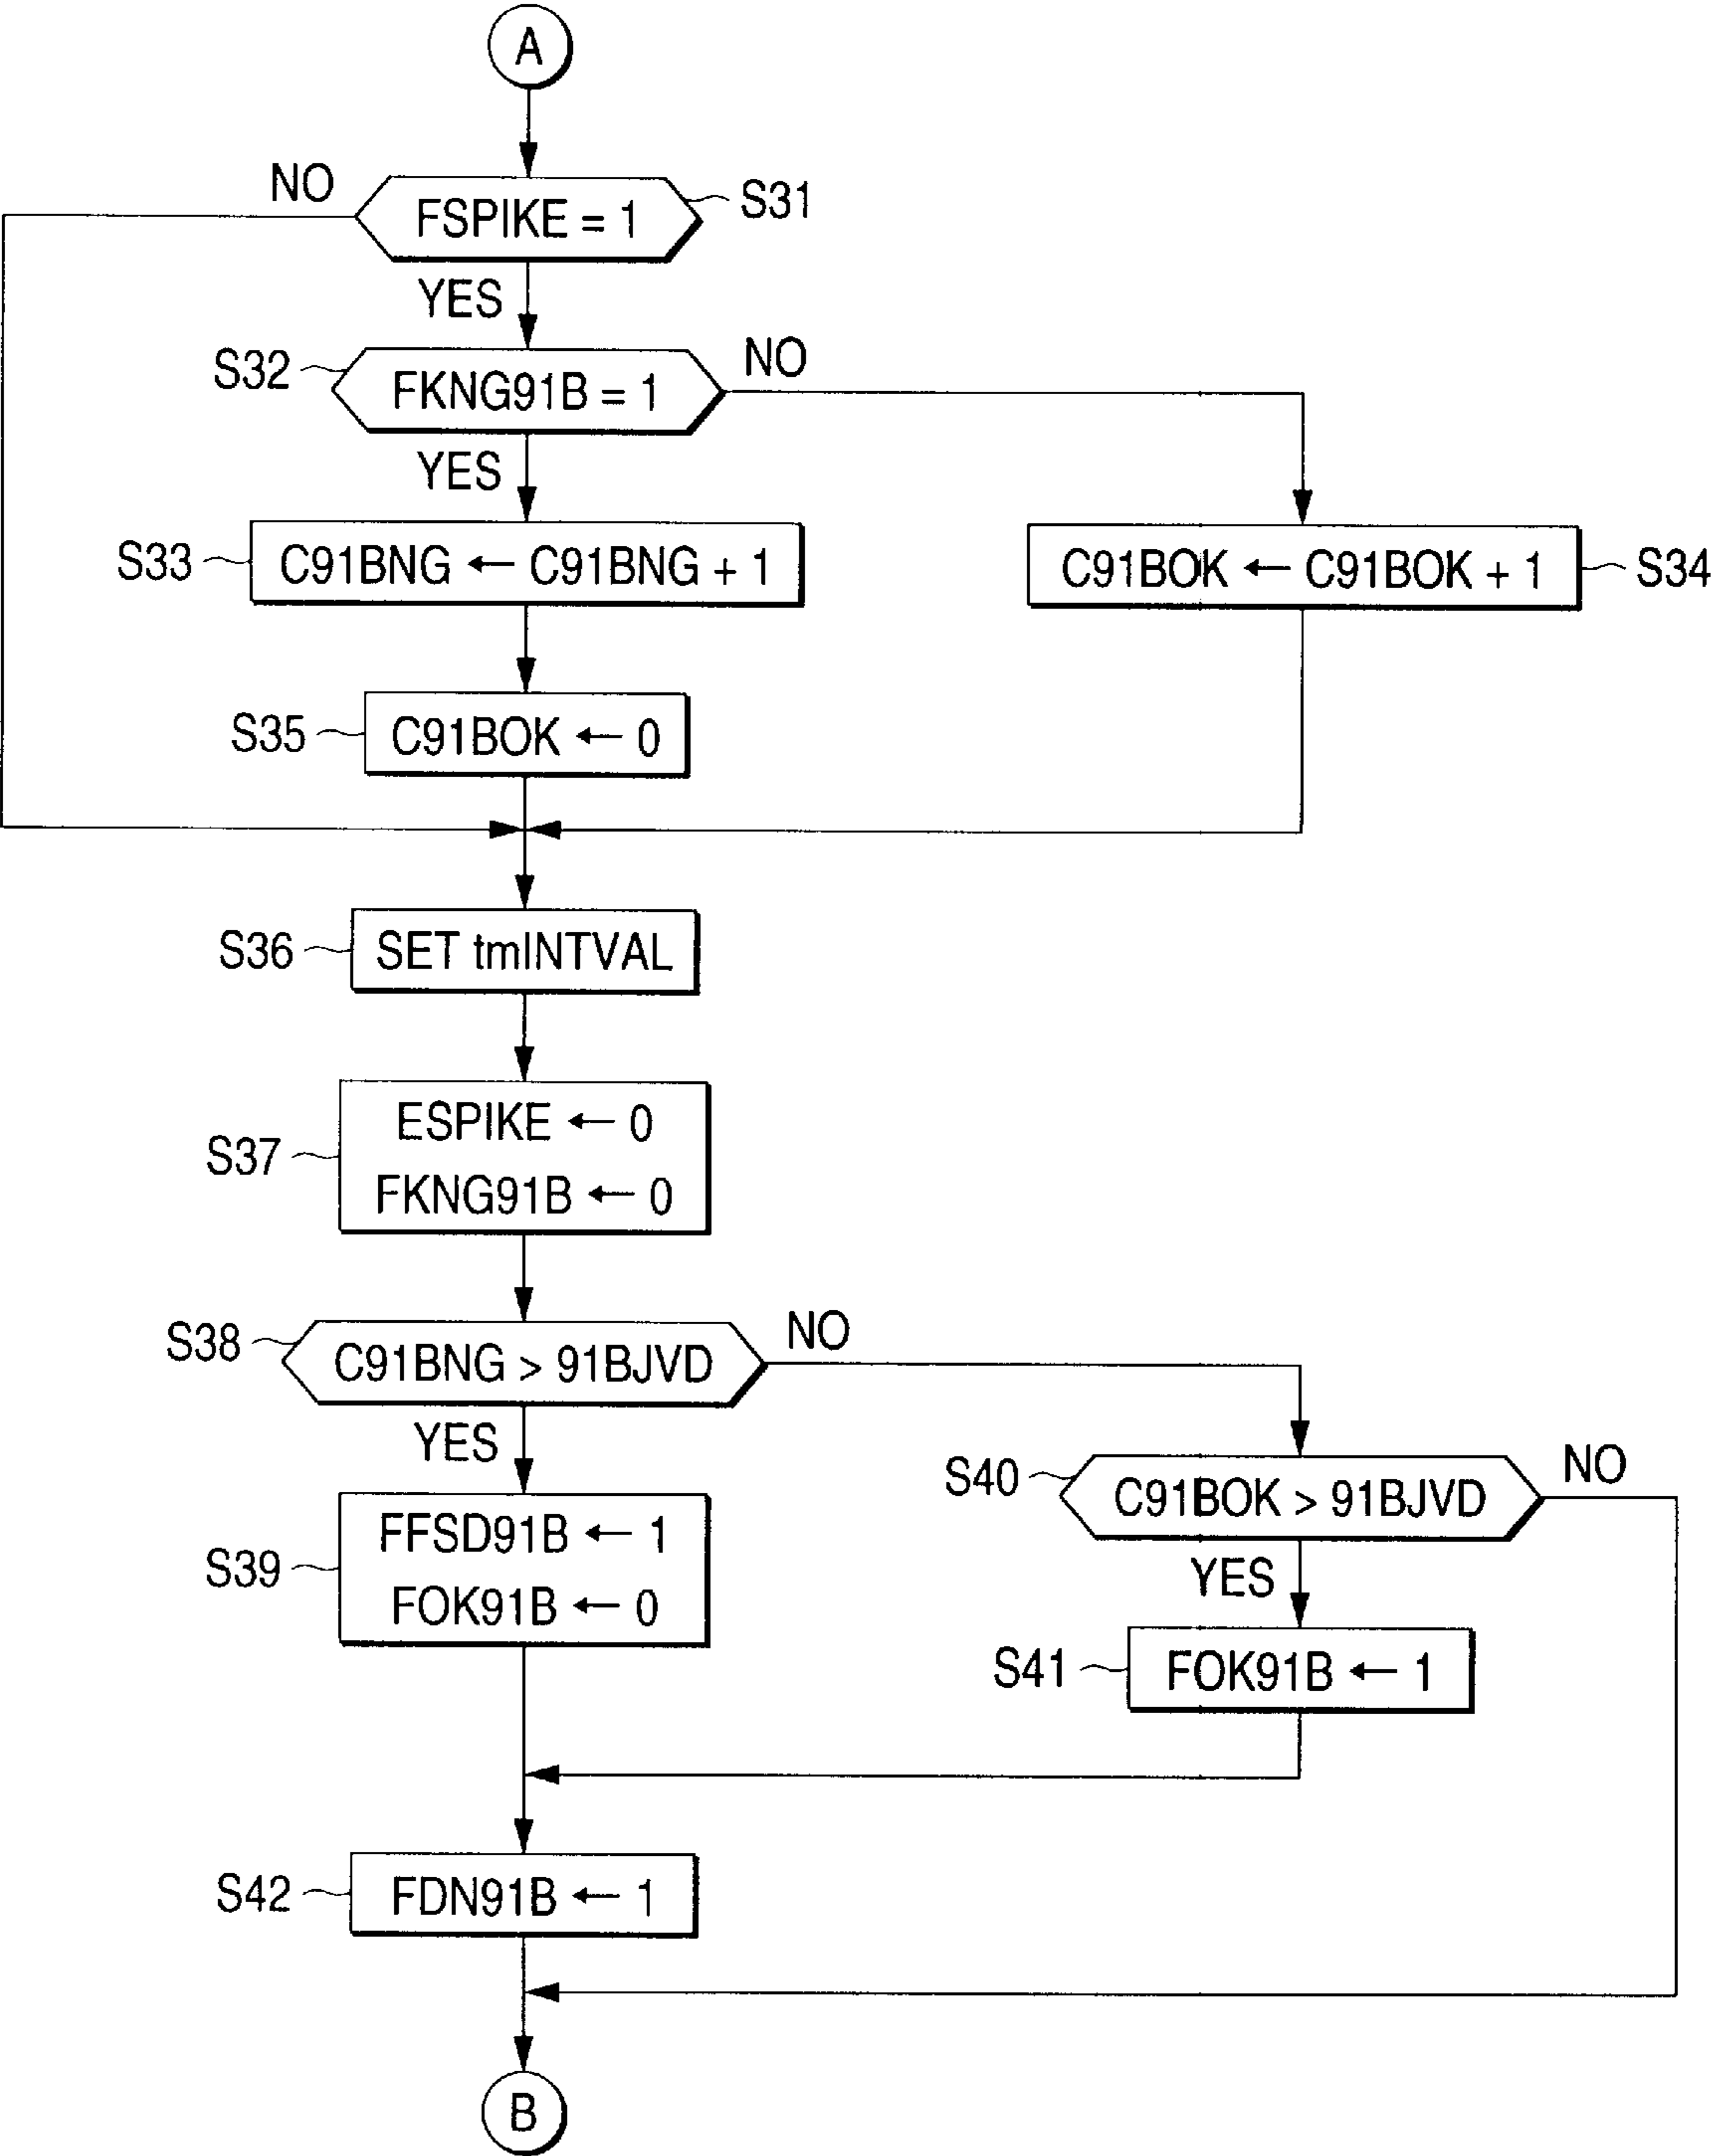 A
NO
FSPIKE = 1
S31
YES
S32
FKNG91B = 1
NO
YES
S33
C91BNG ← C91BNG + 1
C91BOK ← C91BOK + 1
S34
S35
C91BOK ← 0
S36
SET tmINTVAL
S37
ESPIKE ← 0
FKNG91B ← 0
S38
C91BNG > 91BJVD
NO
YES
S40
C91BOK > 91BJVD
NO
S39
FFSD91B ← 1
FOK91B ← 0
YES
S41
FOK91B ← 1
S42
FDN91B ← 1
B